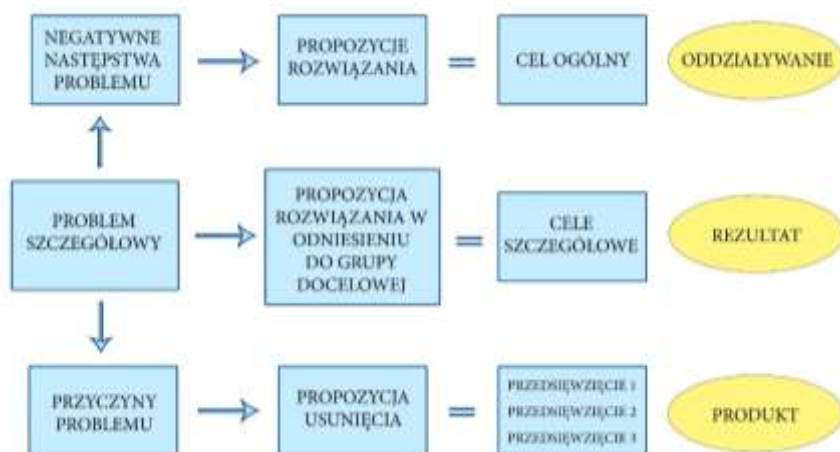 NEGATYWNE
NASTĘPSTWA
PROBLEMU
PROPOZYCJE
ROZWIĄZANIA
=
CEL OGÓLNY
ODDZIAŁYWANIE
PROBLEM
SZCZEGÓŁOWY
PROPOZYCJA
ROZWIĄZANIA W
ODNIESIENIU
DO GRUPY
DOCELOWEJ
=
CELE
SZCZEGÓŁOWE
REZULTAT
PRZYCZYNY
PROBLEMU
PROPOZYCJA
USUNIĘCIA
=
PRZEDSIĘWZIĘCIE 1
PRZEDSIĘWZIĘCIE 2
PRZEDSIĘWZIĘCIE 3
PRODUKT